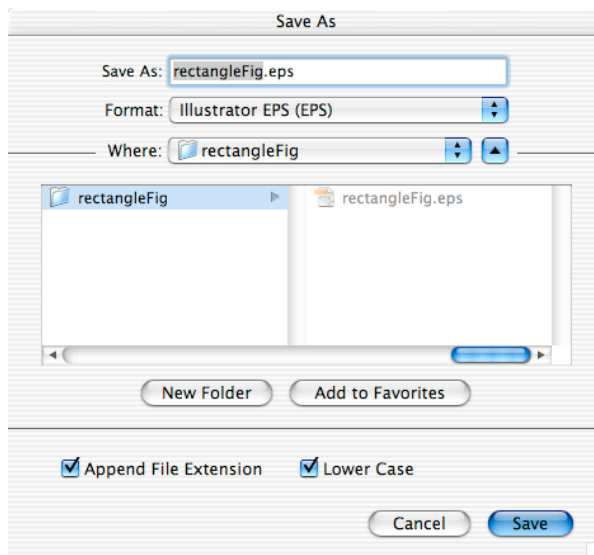 Save As
Save As: rectangleFig.eps
Format: Illustrator EPS (EPS)
Where: rectangleFig
rectangleFig rectangleFig.eps
New Folder Add to Favorites
Append File Extension Lower Case
Cancel Save